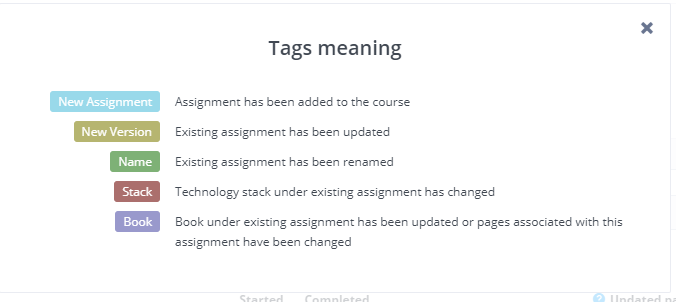 Tags meaning
New Assignment Assignment has been added to the course
New Version Existing assignment has been updated
Name Existing assignment has been renamed
Stack Technology stack under existing assignment has changed
Book Book under existing assignment has been updated or pages associated with this
assignment have been changed
Started Completed Updated